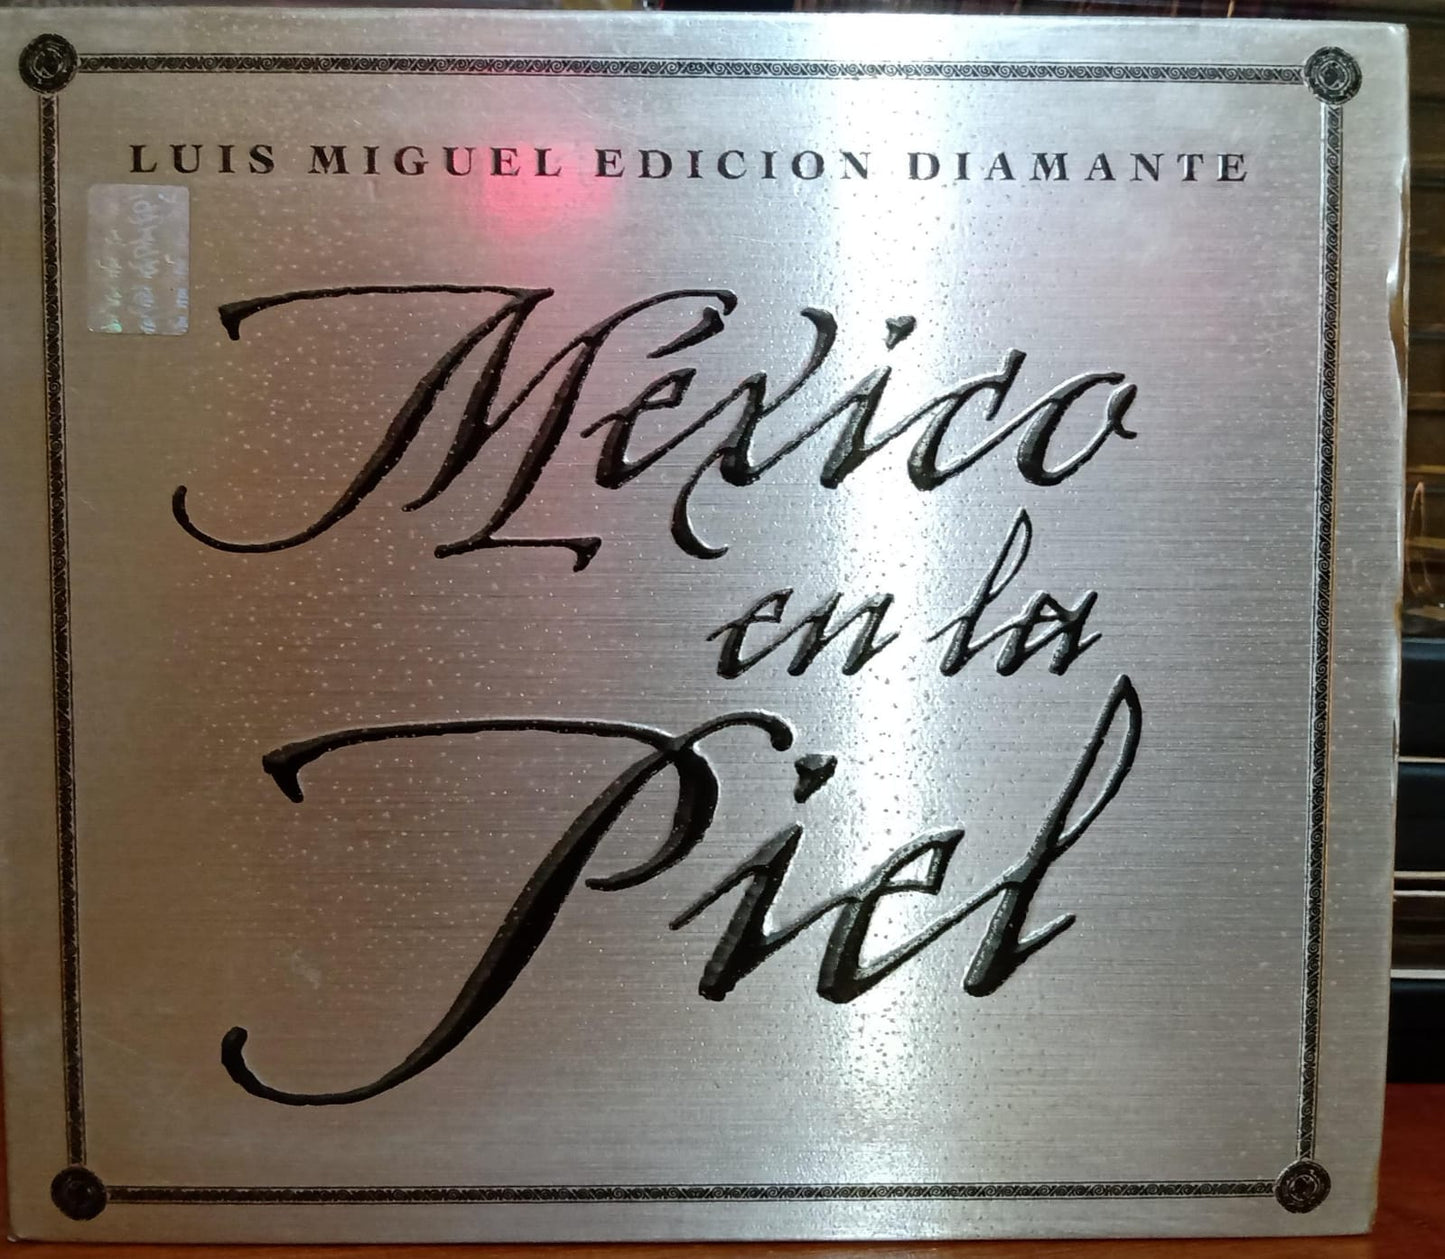 LUIS MIGUEL EDICION DIAMANTE
México
en la
Piel